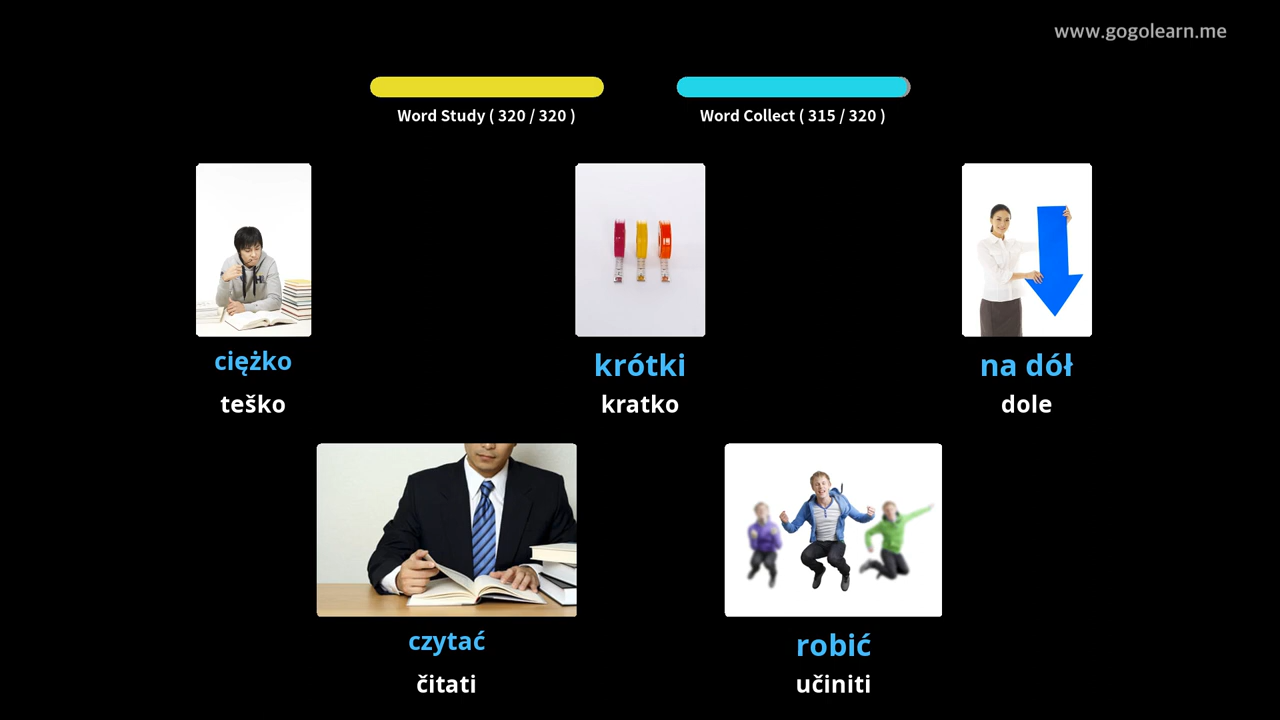 www.gogolearn.me
Word Study ( 320 / 320 )
Word Collect ( 315 / 320 )
ciężko
teško
krótki
kratko
na dół
dole
czytać
čitati
robić
učiniti